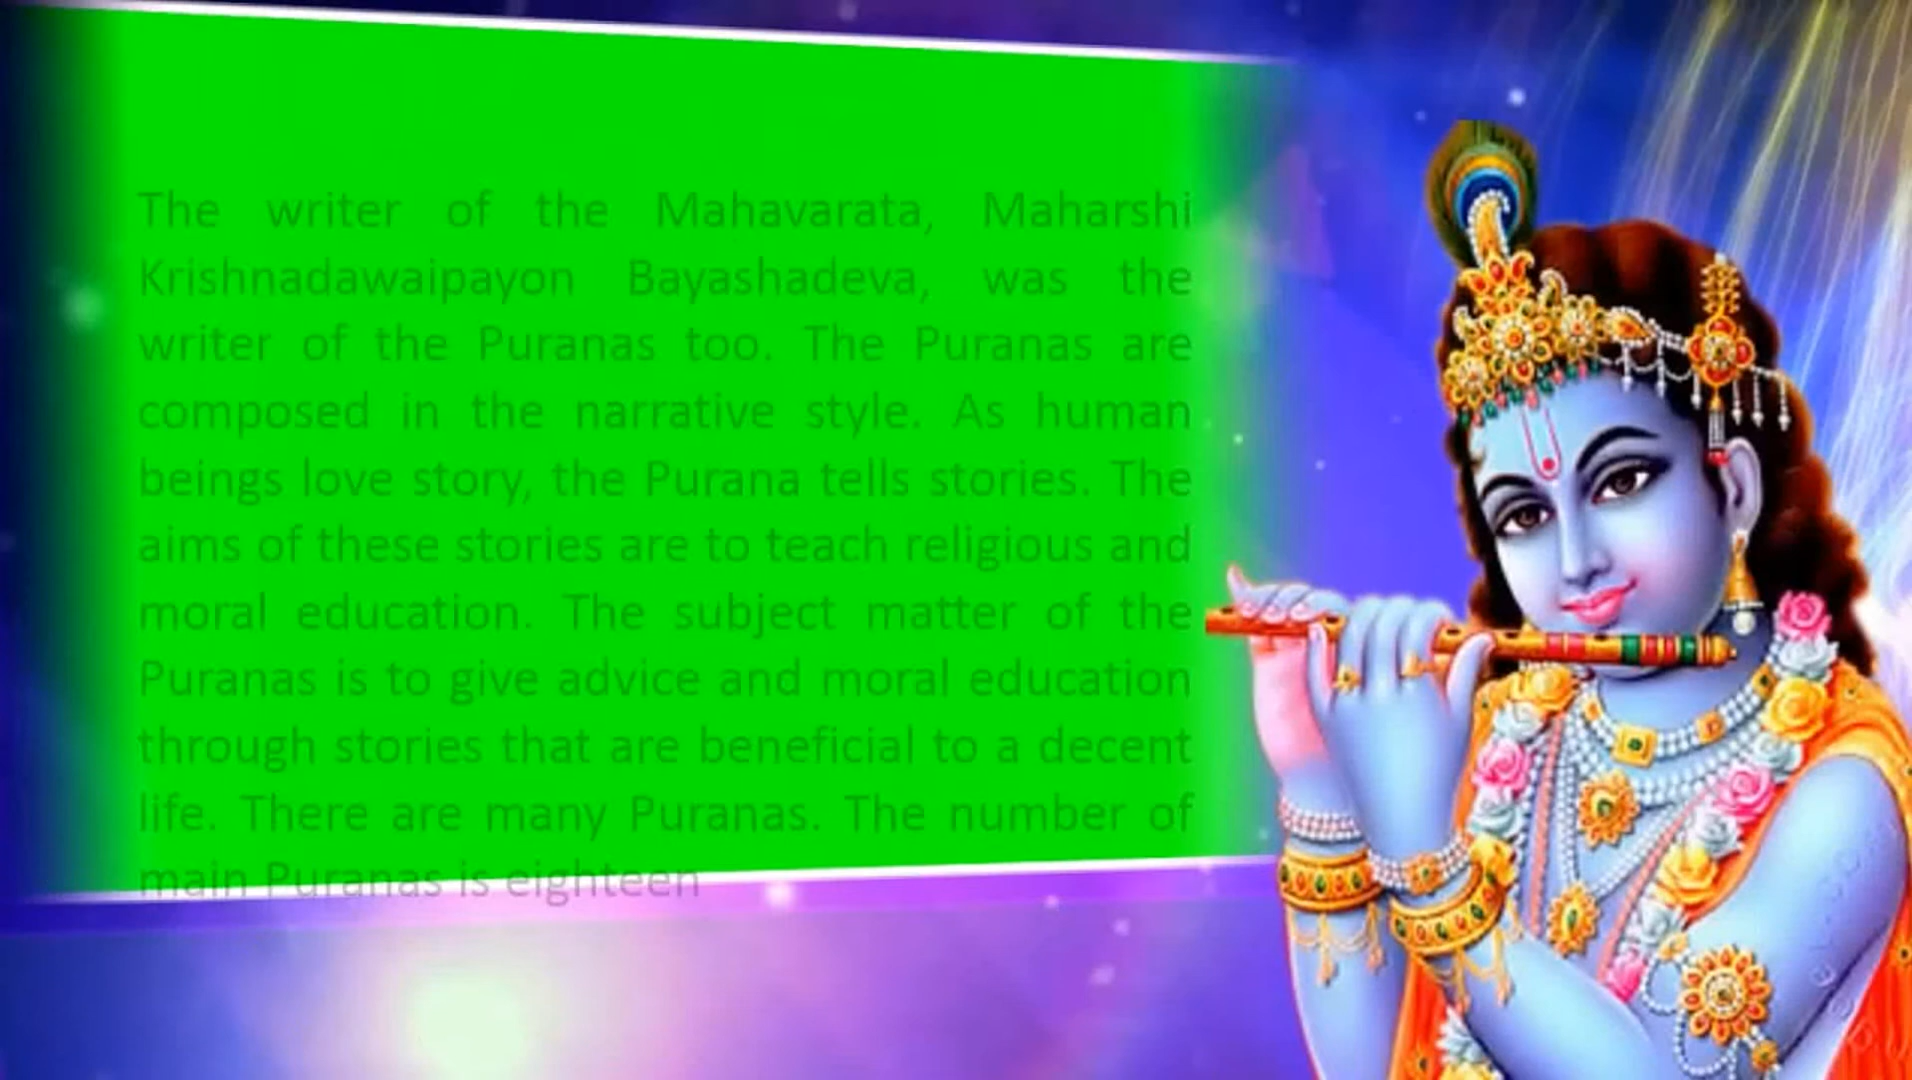 The writer of the Mahavarata, Maharshi
Krishnadawaipayon Bayashadeva, was the
writer of the Puranas too. The Puranas are
composed in the narrative style. As human
beings love story, the Purana tells stories. The
aims of these stories are to teach religious and
moral education. The subject matter of the
Puranas is to give advice and moral education
through stories that are beneficial to a decent
life. There are many Puranas. The number of
main Puranas is eighteen